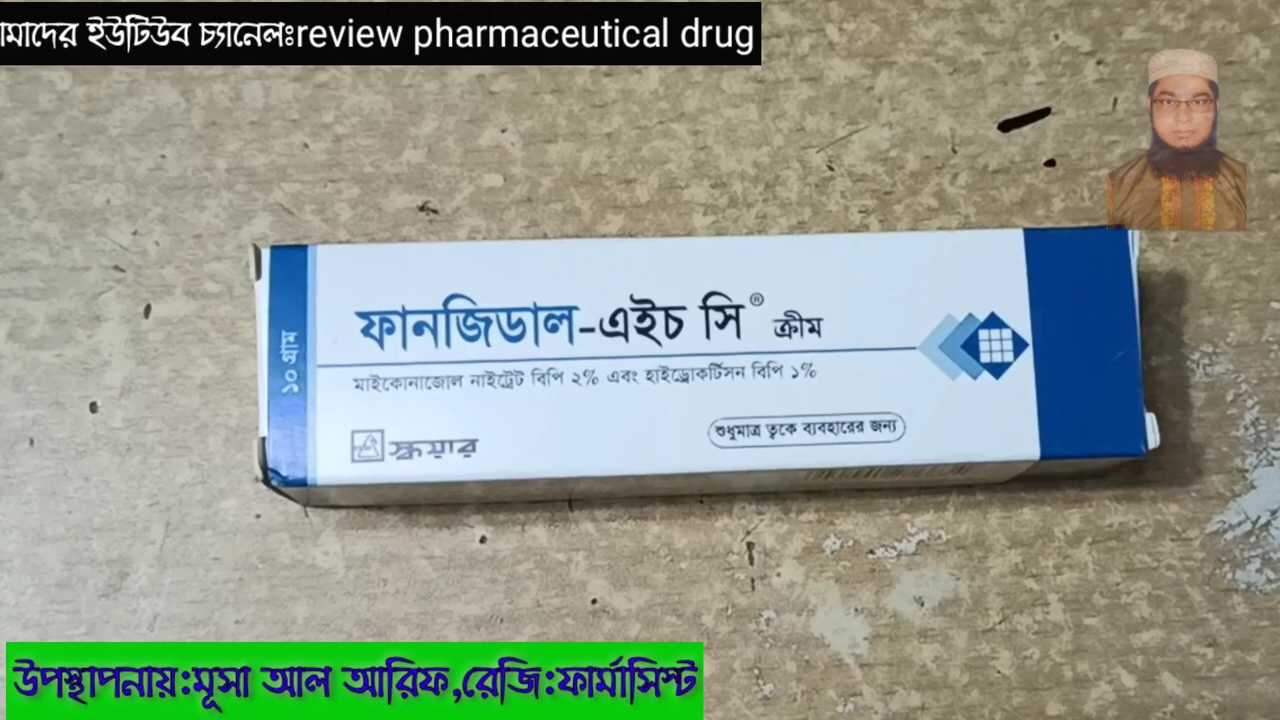 মাদের ইউটিউব চ্যানেলঃreview pharmaceutical drug
১০ গ্রাম
ফানজিডাল-এইচ সি® ক্রীম
মাইকোনাজোল নাইট্রেট বিপি ২% এবং হাইড্রোকর্টিসন বিপি ১%
শুধুমাত্র ত্বকে ব্যবহারের জন্য
স্কয়ার
উপস্থাপনায়:মূসা আল আরিফ,রেজি:ফার্মাসিস্ট